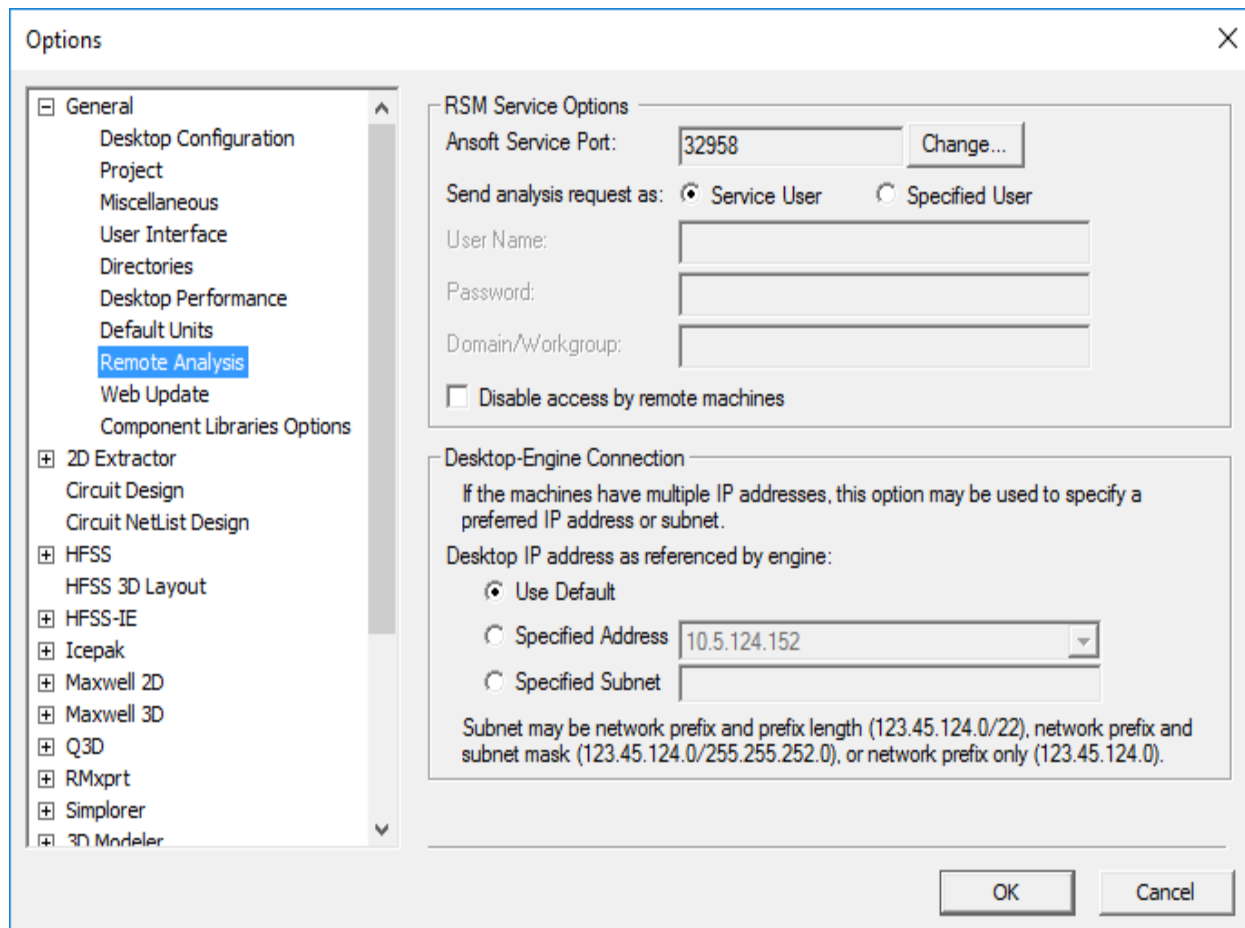 Options
General
Desktop Configuration
Project
Miscellaneous
User Interface
Directories
Desktop Performance
Default Units
Remote Analysis
Web Update
Component Libraries Options
2D Extractor
Circuit Design
Circuit NetList Design
HFSS
HFSS 3D Layout
HFSS-IE
Icepak
Maxwell 2D
Maxwell 3D
Q3D
RMxprt
Simplorer
3D Modeler
RSM Service Options
Ansoft Service Port: 32958 Change...
Send analysis request as: Service User Specified User
User Name:
Password:
Domain/Workgroup:
Disable access by remote machines
Desktop-Engine Connection
If the machines have multiple IP addresses, this option may be used to specify a
preferred IP address or subnet.
Desktop IP address as referenced by engine:
Use Default
Specified Address 10.5.124.152
Specified Subnet
Subnet may be network prefix and prefix length (123.45.124.0/22), network prefix and
subnet mask (123.45.124.0/255.255.252.0), or network prefix only (123.45.124.0).
OK Cancel